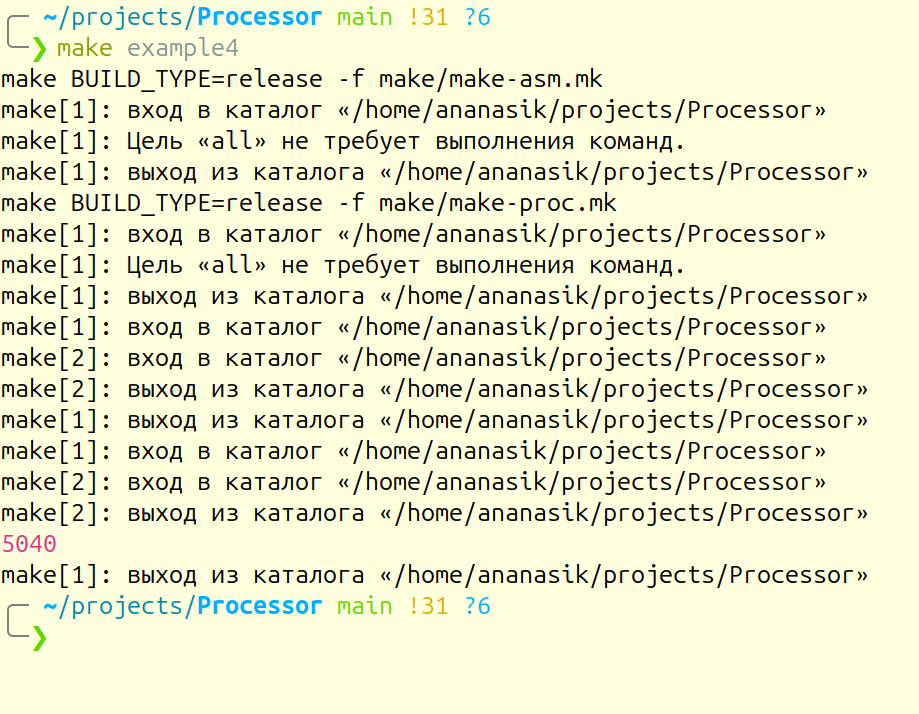 ~/projects/Processor main !31 ?6
❯ make example4
make BUILD_TYPE=release -f make/make-asm.mk
make[1]: вход в каталог «/home/ananasik/projects/Processor»
make[1]: Цель «all» не требует выполнения команд.
make[1]: выход из каталога «/home/ananasik/projects/Processor»
make BUILD_TYPE=release -f make/make-proc.mk
make[1]: вход в каталог «/home/ananasik/projects/Processor»
make[1]: Цель «all» не требует выполнения команд.
make[1]: выход из каталога «/home/ananasik/projects/Processor»
make[1]: вход в каталог «/home/ananasik/projects/Processor»
make[2]: вход в каталог «/home/ananasik/projects/Processor»
make[2]: выход из каталога «/home/ananasik/projects/Processor»
make[1]: выход из каталога «/home/ananasik/projects/Processor»
make[1]: вход в каталог «/home/ananasik/projects/Processor»
make[2]: вход в каталог «/home/ananasik/projects/Processor»
make[2]: выход из каталога «/home/ananasik/projects/Processor»
5040
make[1]: выход из каталога «/home/ananasik/projects/Processor»
~/projects/Processor main !31 ?6
❯